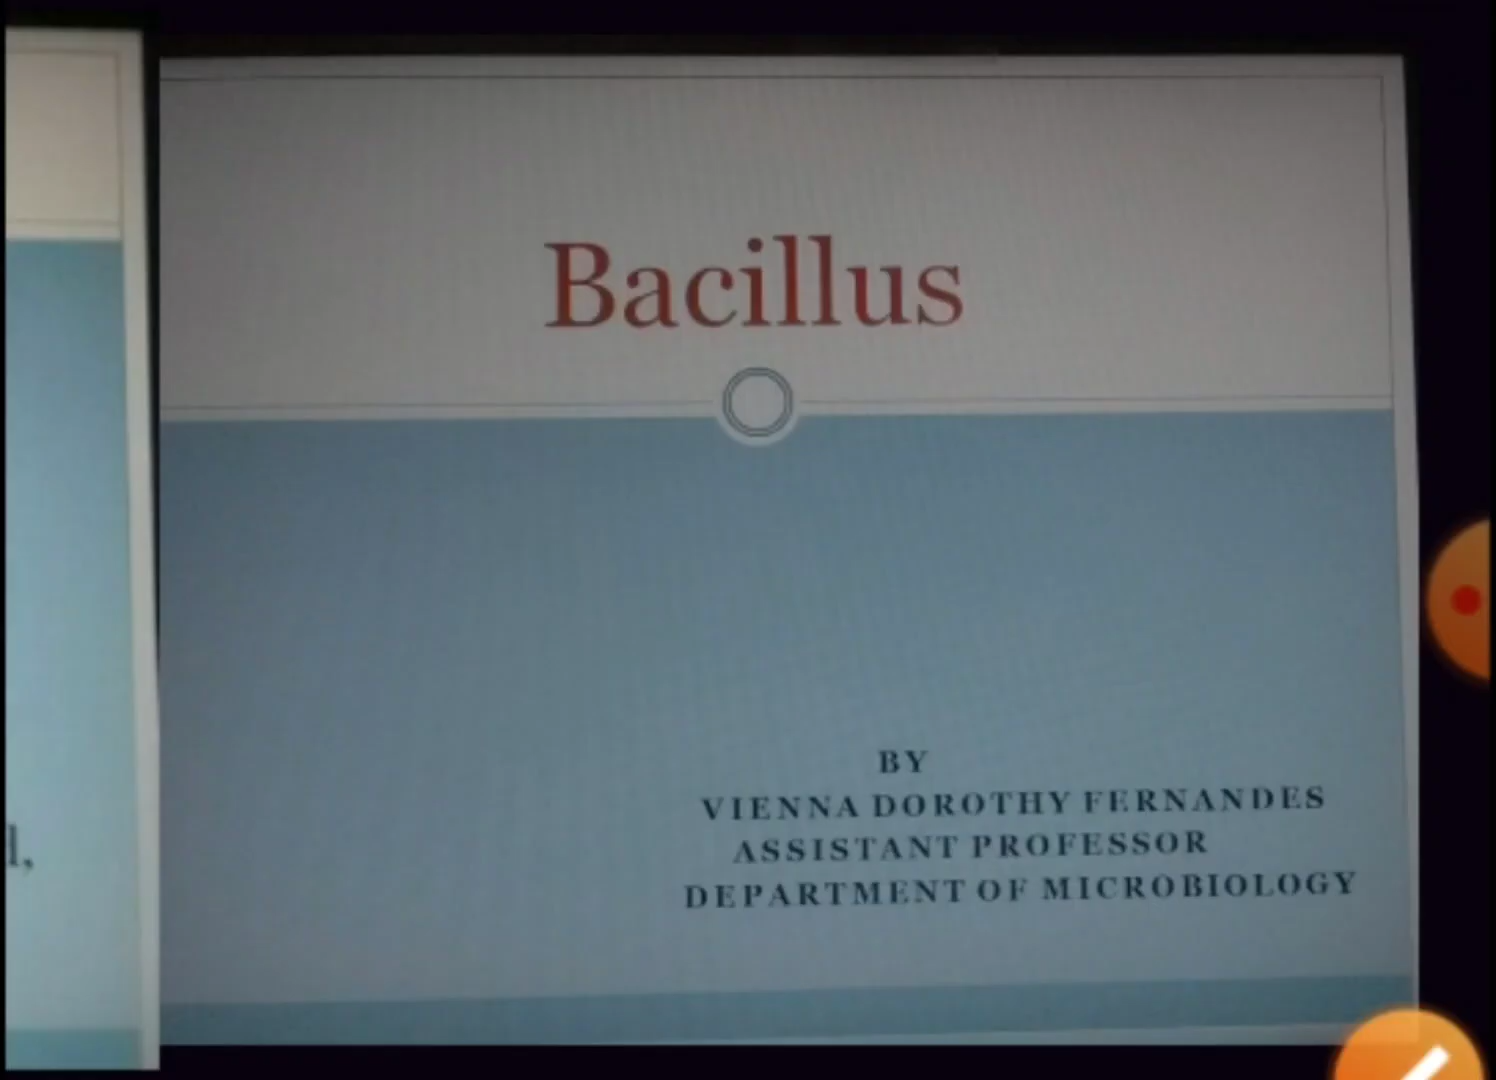 Bacillus
BY
VIENNA DOROTHY FERNANDES
ASSISTANT PROFESSOR
DEPARTMENT OF MICROBIOLOGY